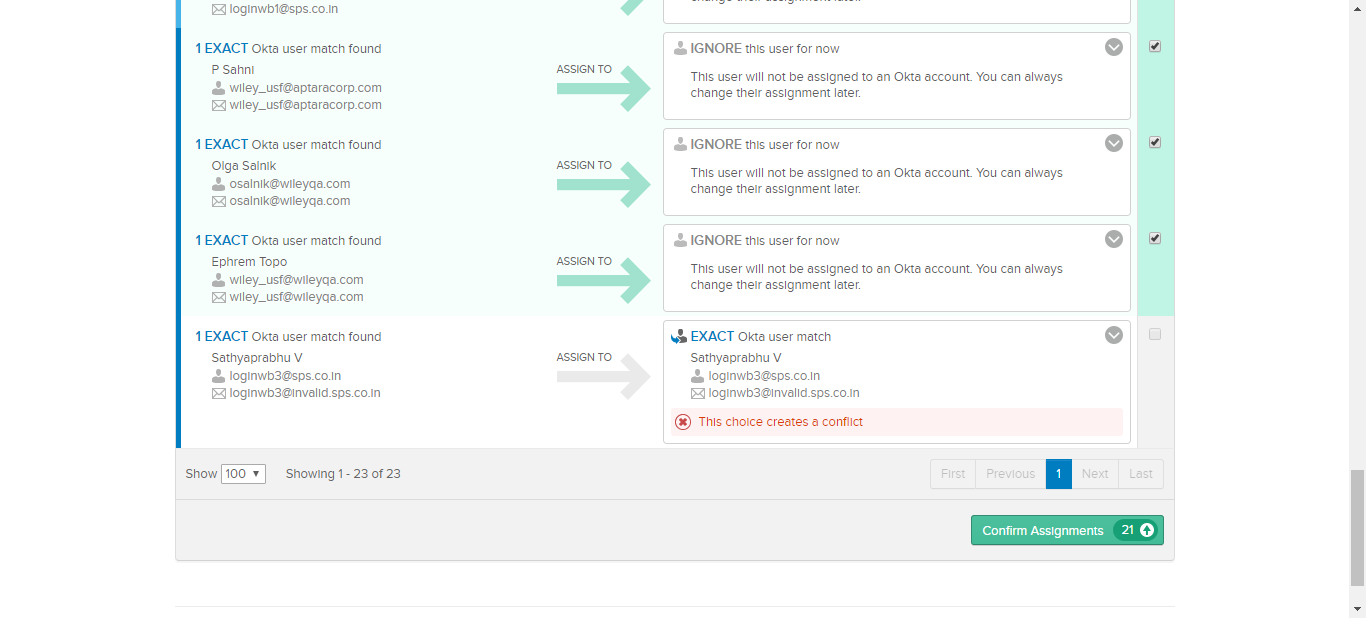 change their assignment later.
loginwb1@sps.co.in
1 EXACT Okta user match found
P Sahni
wiley_usf@aptaracorp.com
wiley_usf@aptaracorp.com
ASSIGN TO
IGNORE this user for now
This user will not be assigned to an Okta account. You can always
change their assignment later.
1 EXACT Okta user match found
Olga Salnik
osalnik@wileyqa.com
osalnik@wileyqa.com
ASSIGN TO
IGNORE this user for now
This user will not be assigned to an Okta account. You can always
change their assignment later.
1 EXACT Okta user match found
Ephrem Topo
wiley_usf@wileyqa.com
wiley_usf@wileyqa.com
ASSIGN TO
IGNORE this user for now
This user will not be assigned to an Okta account. You can always
change their assignment later.
1 EXACT Okta user match found
Sathyaprabhu V
loginwb3@sps.co.in
loginwb3@invalid.sps.co.in
ASSIGN TO
EXACT Okta user match
Sathyaprabhu V
loginwb3@sps.co.in
loginwb3@invalid.sps.co.in
This choice creates a conflict
Show 100 Showing 1 - 23 of 23
First Previous 1 Next Last
Confirm Assignments 21